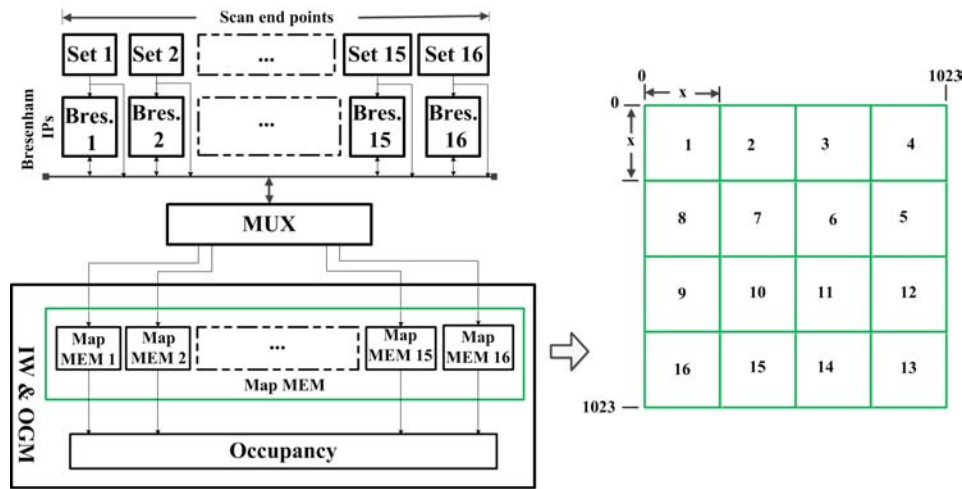 Scan end points
Set 1 Set 2 ... Set 15 Set 16
Bresenham
IPs
Bres. Bres. ... Bres. Bres.
1 2 15 16
MUX
IW & OGM
Map Map ... Map Map
MEM 1 MEM 2 MEM 15 MEM 16
Map MEM
Occupancy
0 1023
x
0
x
1 2 3 4
8 7 6 5
9 10 11 12
16 15 14 13
1023